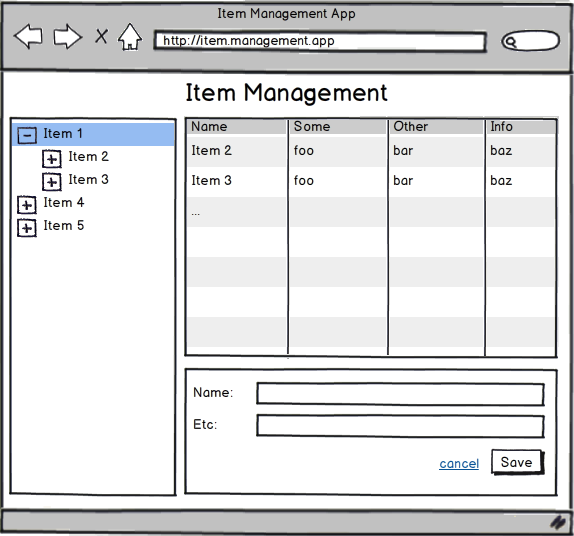 Item Management App
http://item.management.app
Item Management
Item 1
Item 2
Item 3
Item 4
Item 5
Name Some Other Info
Item 2 foo bar baz
Item 3 foo bar baz
...
Name:
Etc:
cancel Save